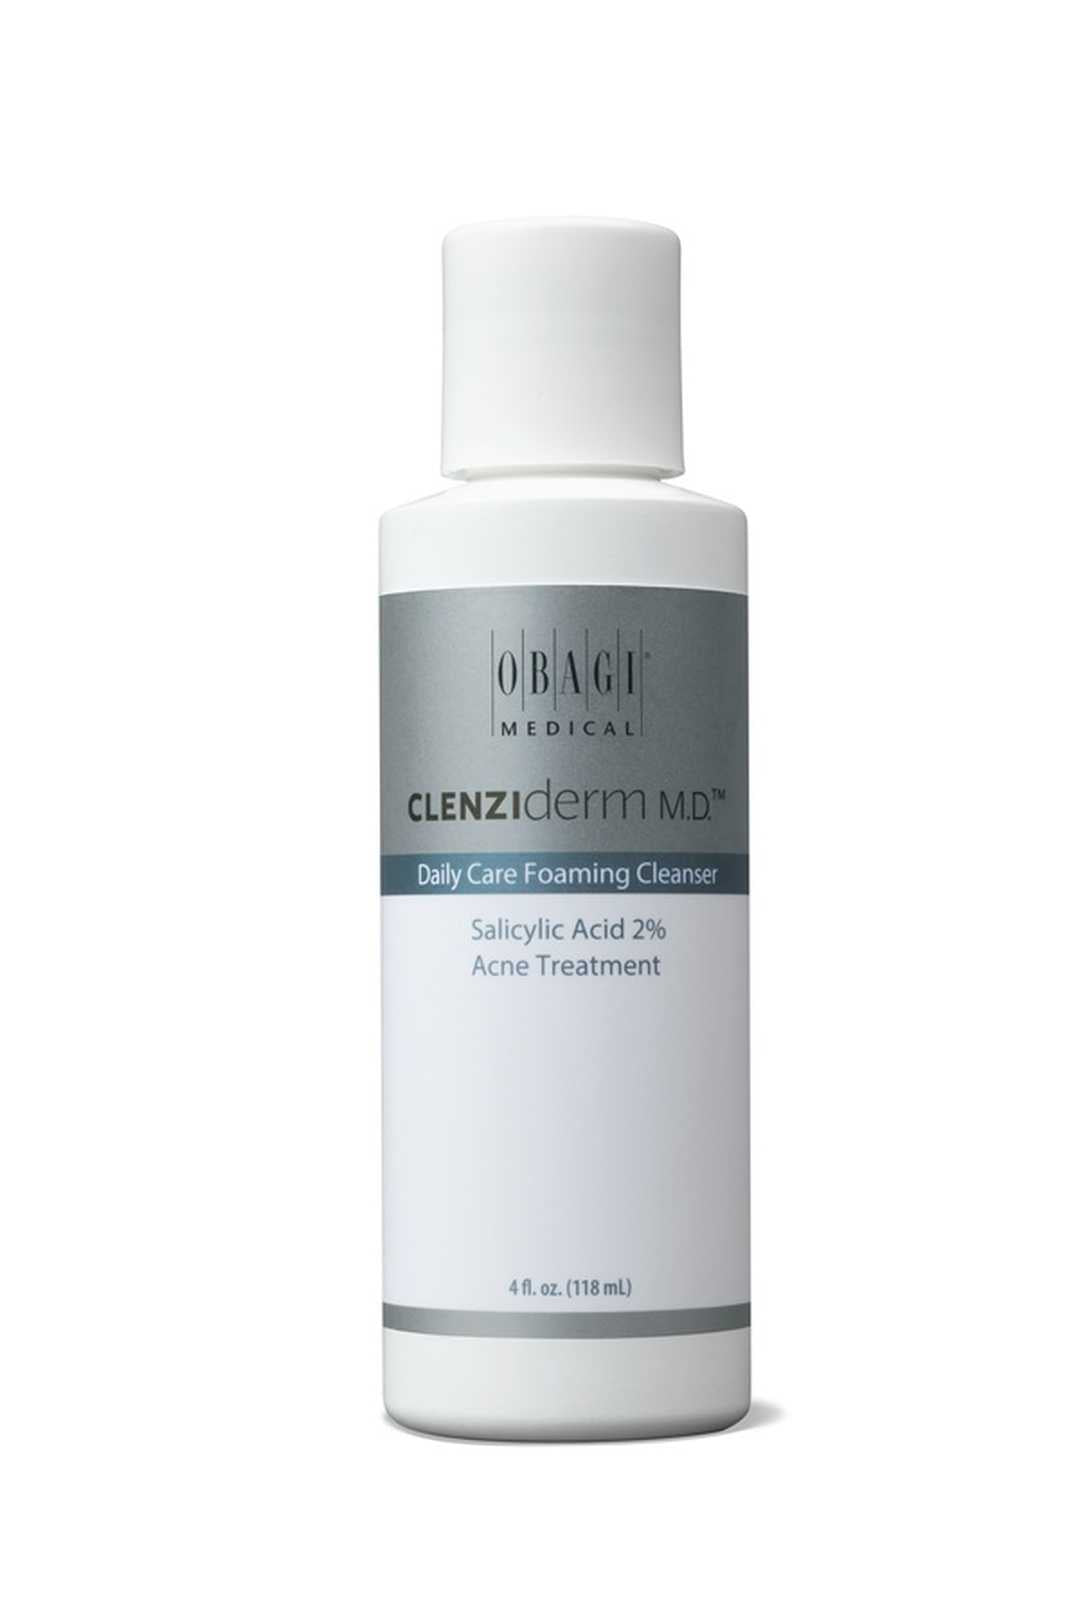 OBAGI®
MEDICAL
CLENZIderm M.D.™
Daily Care Foaming Cleanser
Salicylic Acid 2%
Acne Treatment
4 fl. oz. (118 mL)